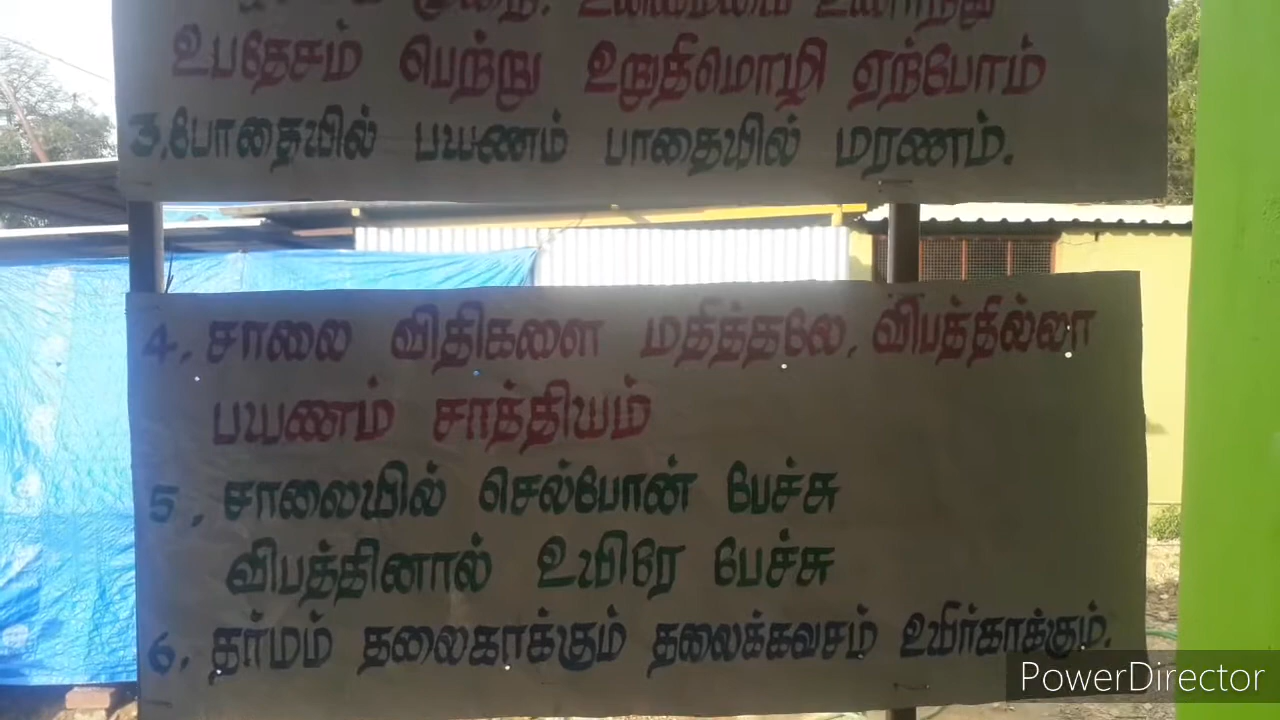 உபதேசம் பெற்று உறுதிமொழி ஏற்போம்
3.போதையில் பயணம் பாதையில் மரணம்.
4. சாலை விதிகளை மதித்தலே, விபத்தில்லா
பயணம் சாத்தியம்
5. சாலையில் செல்போன் பேச்சு
விபத்தினால் உயிரே பேச்சு
6. தர்மம் தலைகாக்கும் தலைக்கவசம் உயிர்காக்கும்.
PowerDirector